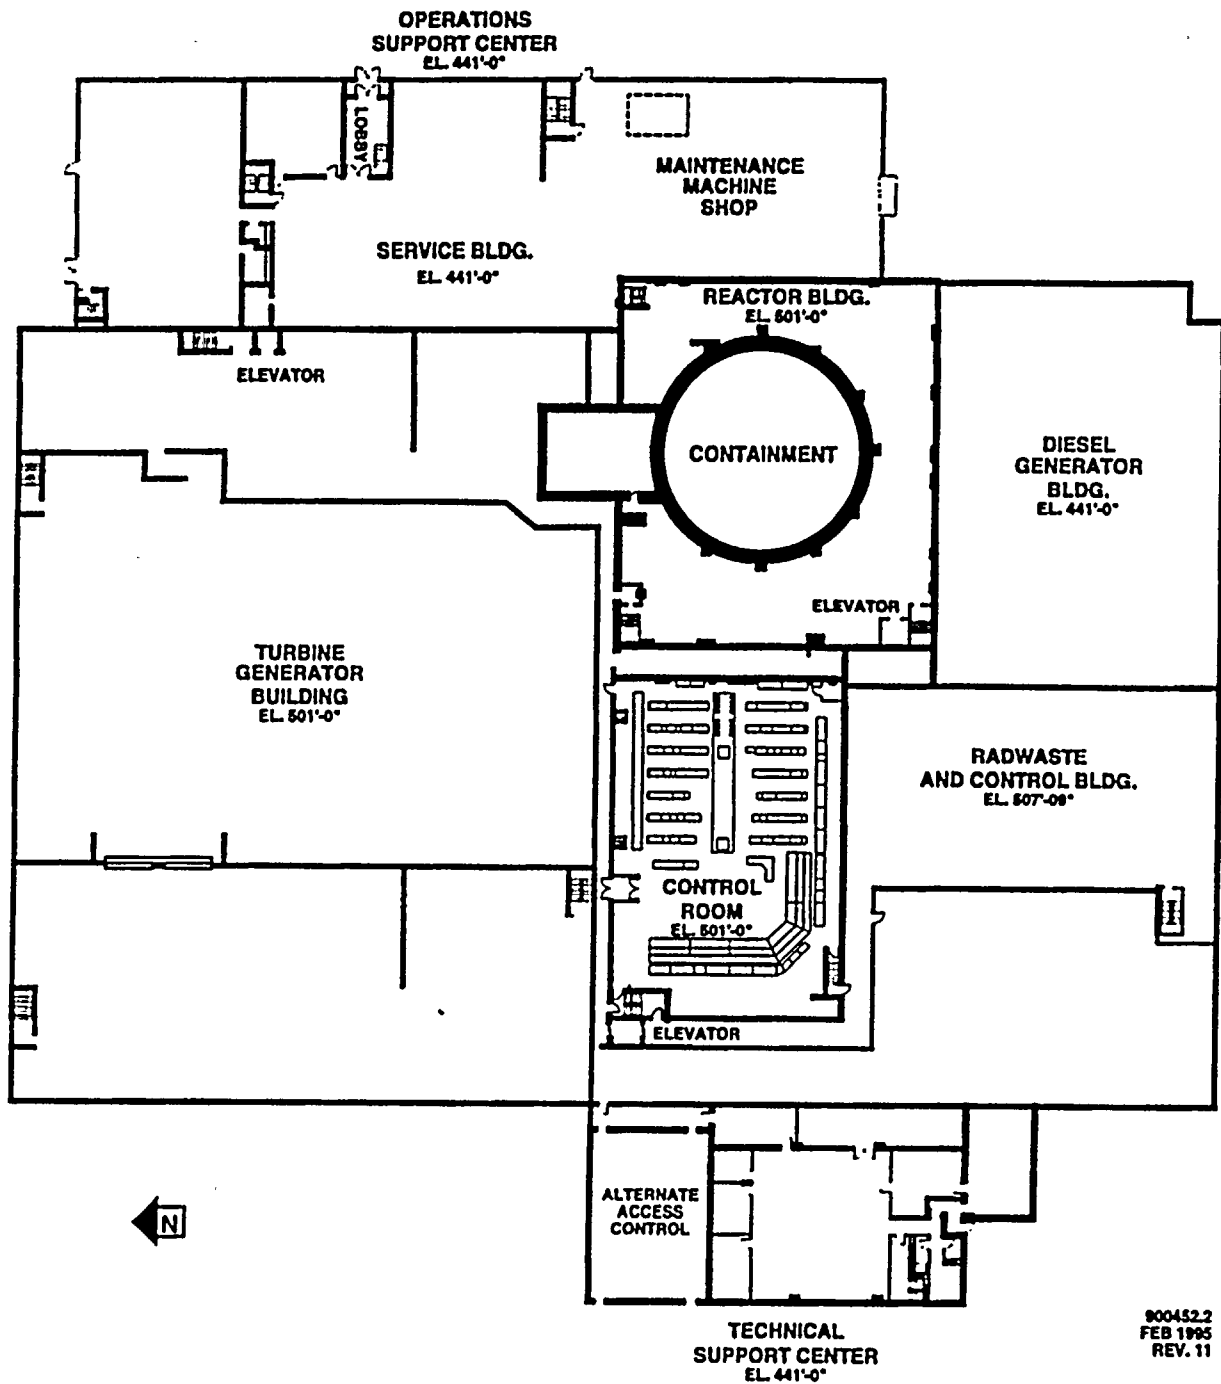 OPERATIONS
SUPPORT CENTER
EL. 441'-0"
LOBBY
MAINTENANCE
MACHINE
SHOP
SERVICE BLDG.
EL. 441'-0"
REACTOR BLDG.
EL. 501'-0"
ELEVATOR
CONTAINMENT
DIESEL
GENERATOR
BLDG.
EL. 441'-0"
ELEVATOR
TURBINE
GENERATOR
BUILDING
EL. 501'-0"
RADWASTE
AND CONTROL BLDG.
EL. 507'-09"
CONTROL
ROOM
EL. 501'-0"
ELEVATOR
ALTERNATE
ACCESS
CONTROL
N
TECHNICAL
SUPPORT CENTER
EL. 441'-0"
900452.2
FEB 1995
REV. 11